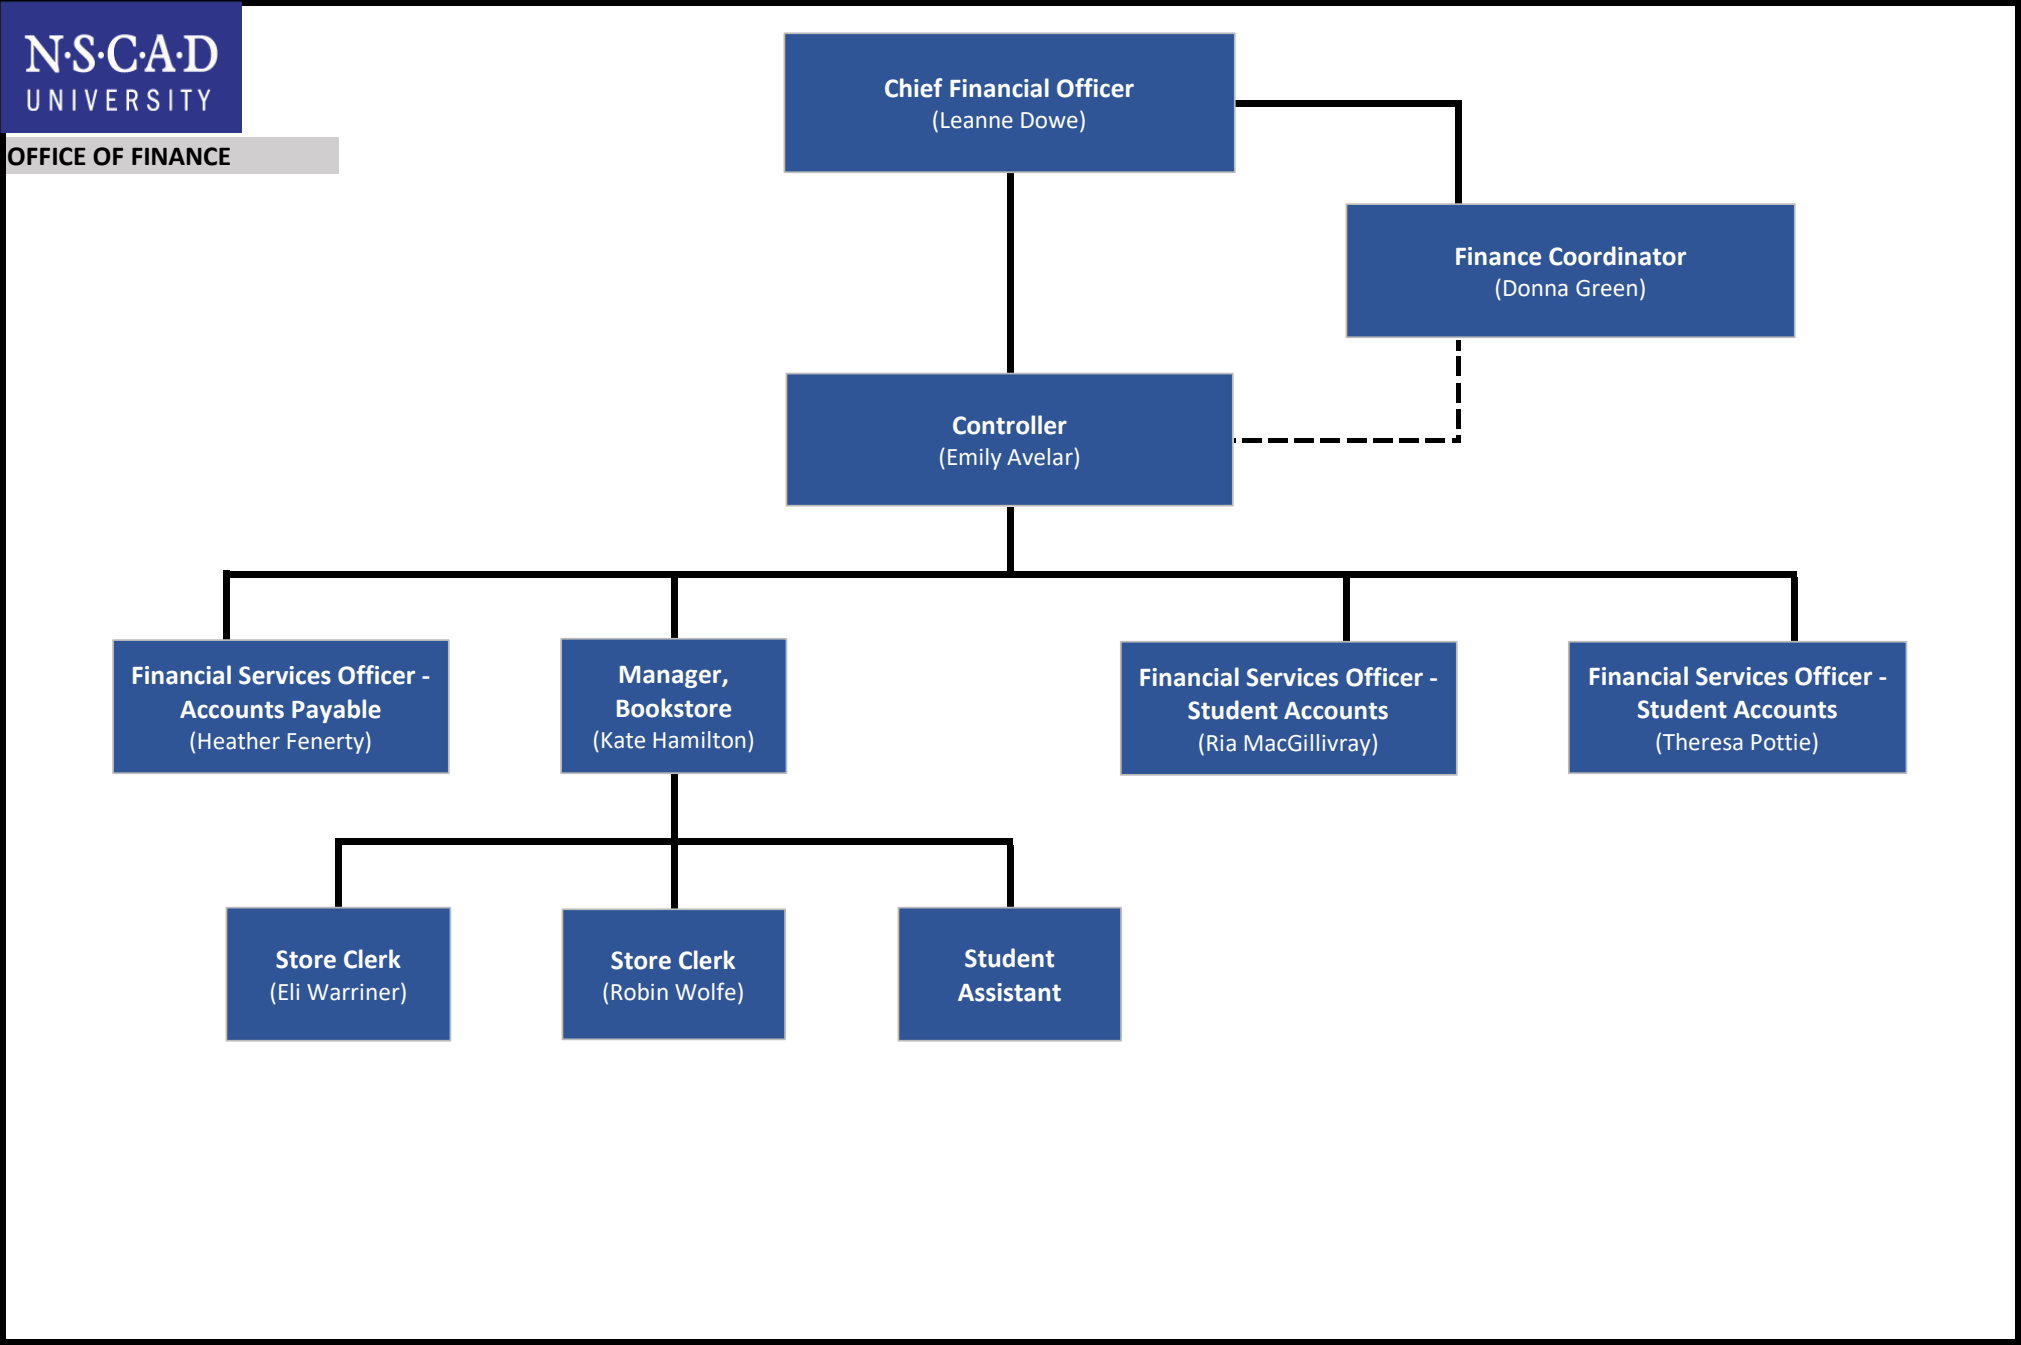 N·S·C·A·D
UNIVERSITY
OFFICE OF FINANCE
Chief Financial Officer
(Leanne Dowe)
Finance Coordinator
(Donna Green)
Controller
(Emily Avelar)
Financial Services Officer -
Accounts Payable
(Heather Fenerty)
Manager,
Bookstore
(Kate Hamilton)
Financial Services Officer -
Student Accounts
(Ria MacGillivray)
Financial Services Officer -
Student Accounts
(Theresa Pottie)
Store Clerk
(Eli Warriner)
Store Clerk
(Robin Wolfe)
Student
Assistant